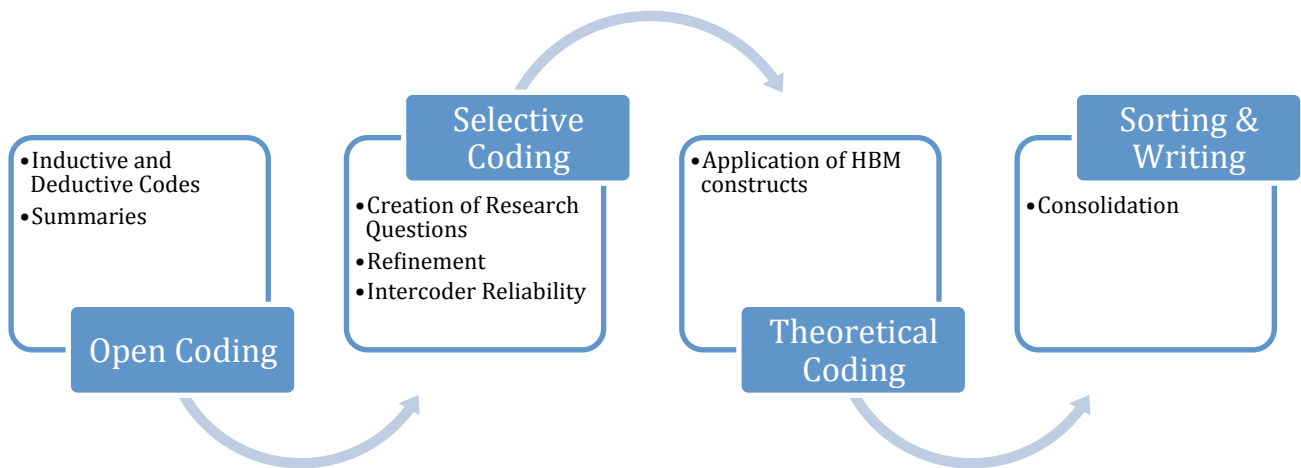 •Inductive and
Deductive Codes
•Summaries
Open Coding
Selective
Coding
•Creation of Research
Questions
•Refinement
•Intercoder Reliability
•Application of HBM
constructs
Theoretical
Coding
Sorting &
Writing
•Consolidation